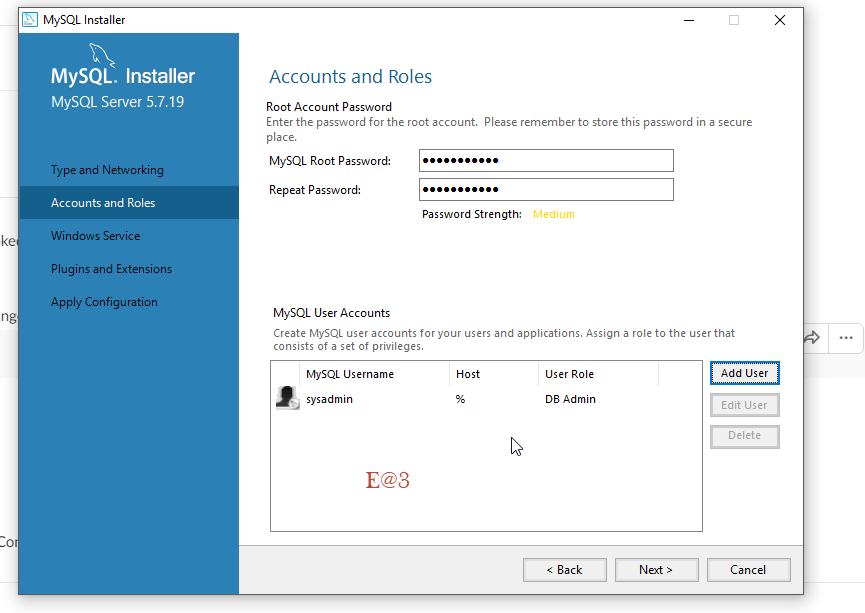 MySQL Installer
MySQL. Installer
MySQL Server 5.7.19
Type and Networking
Accounts and Roles
Windows Service
Plugins and Extensions
Apply Configuration
Accounts and Roles
Root Account Password
Enter the password for the root account. Please remember to store this password in a secure
place.
MySQL Root Password: ●●●●●●●●●●●
Repeat Password: ●●●●●●●●●●●
Password Strength: Medium
MySQL User Accounts
Create MySQL user accounts for your users and applications. Assign a role to the user that
consists of a set of privileges.
MySQL Username Host User Role
sysadmin % DB Admin
Add User
Edit User
Delete
E@3
< Back Next > Cancel